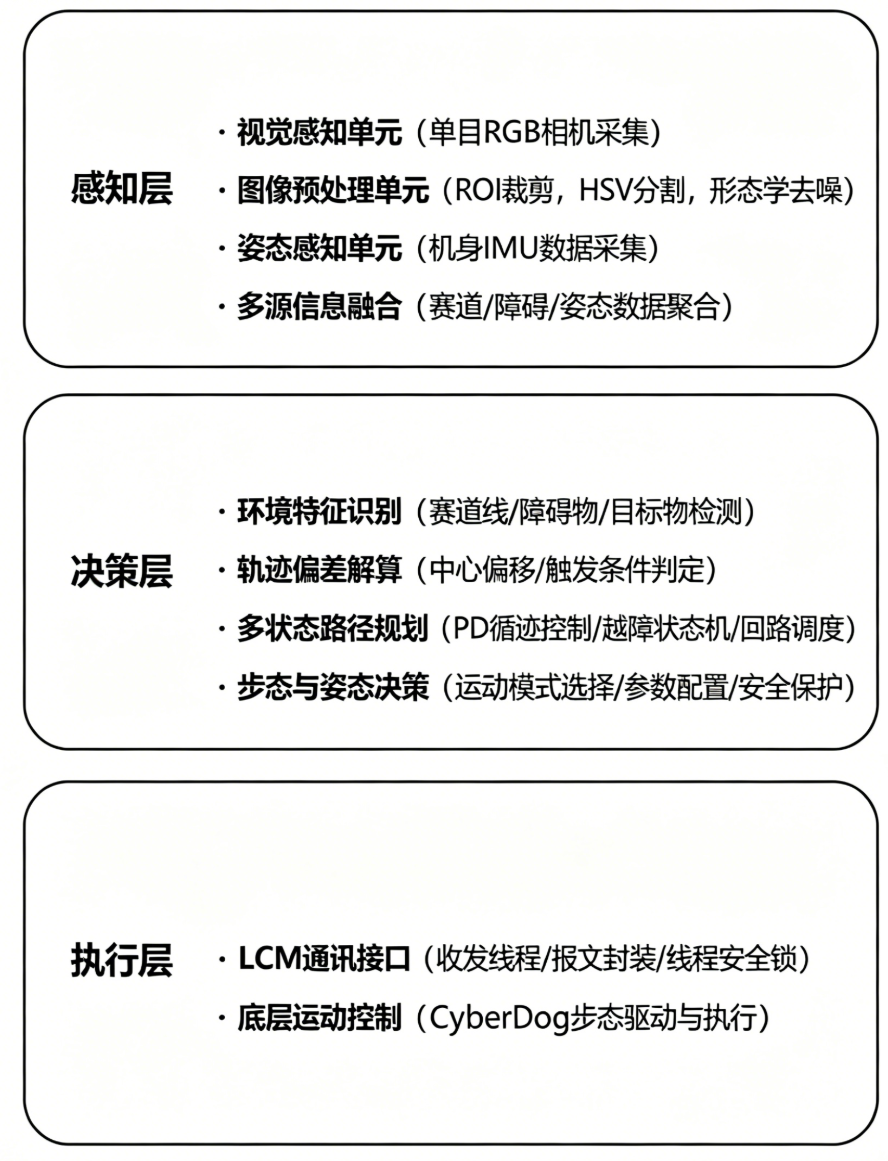 感知层
· 视觉感知单元（单目RGB相机采集）
· 图像预处理单元（ROI裁剪，HSV分割，形态学去噪）
· 姿态感知单元（机身IMU数据采集）
· 多源信息融合（赛道/障碍/姿态数据聚合）
决策层
· 环境特征识别（赛道线/障碍物/目标物检测）
· 轨迹偏差解算（中心偏移/触发条件判定）
· 多状态路径规划（PD循迹控制/越障状态机/回路调度）
· 步态与姿态决策（运动模式选择/参数配置/安全保护）
执行层
· LCM通讯接口（收发线程/报文封装/线程安全锁）
· 底层运动控制（CyberDog步态驱动与执行）